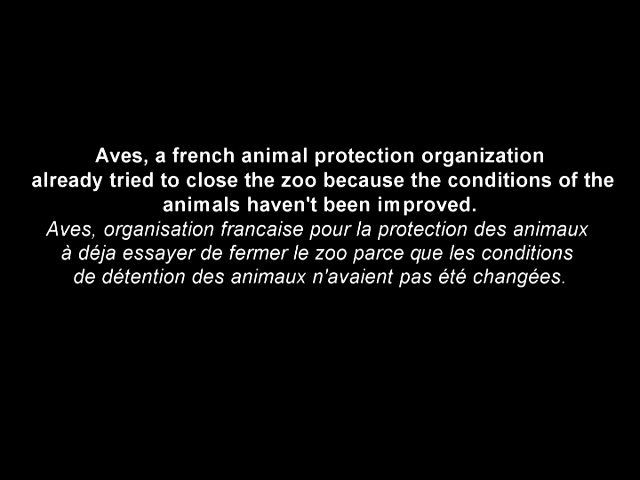 Aves, a french animal protection organization
already tried to close the zoo because the conditions of the
animals haven't been improved.
Aves, organisation francaise pour la protection des animaux
à déja essayer de fermer le zoo parce que les conditions
de détention des animaux n'avaient pas été changées.